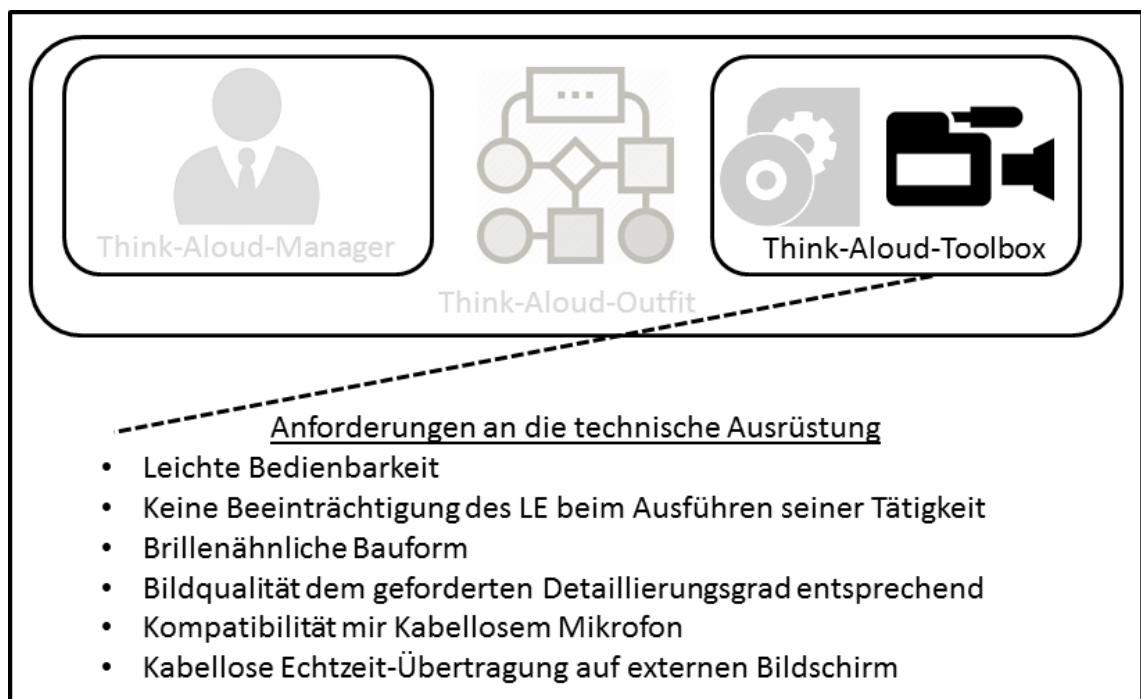 Think-Aloud-Manager
Think-Aloud-Toolbox
Think-Aloud-Outfit
Anforderungen an die technische Ausrüstung
• Leichte Bedienbarkeit
• Keine Beeinträchtigung des LE beim Ausführen seiner Tätigkeit
• Brillenähnliche Bauform
• Bildqualität dem geforderten Detaillierungsgrad entsprechend
• Kompatibilität mir Kabellosem Mikrofon
• Kabellose Echtzeit-Übertragung auf externen Bildschirm